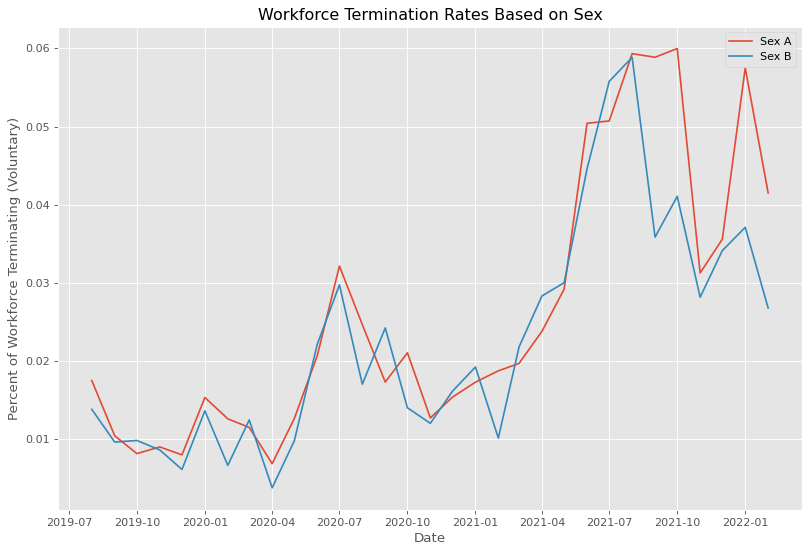 Workforce Termination Rates Based on Sex
Sex A
Sex B
Percent of Workforce Terminating (Voluntary)
0.06
0.05
0.04
0.03
0.02
0.01
2019-07 2019-10 2020-01 2020-04 2020-07 2020-10 2021-01 2021-04 2021-07 2021-10 2022-01
Date